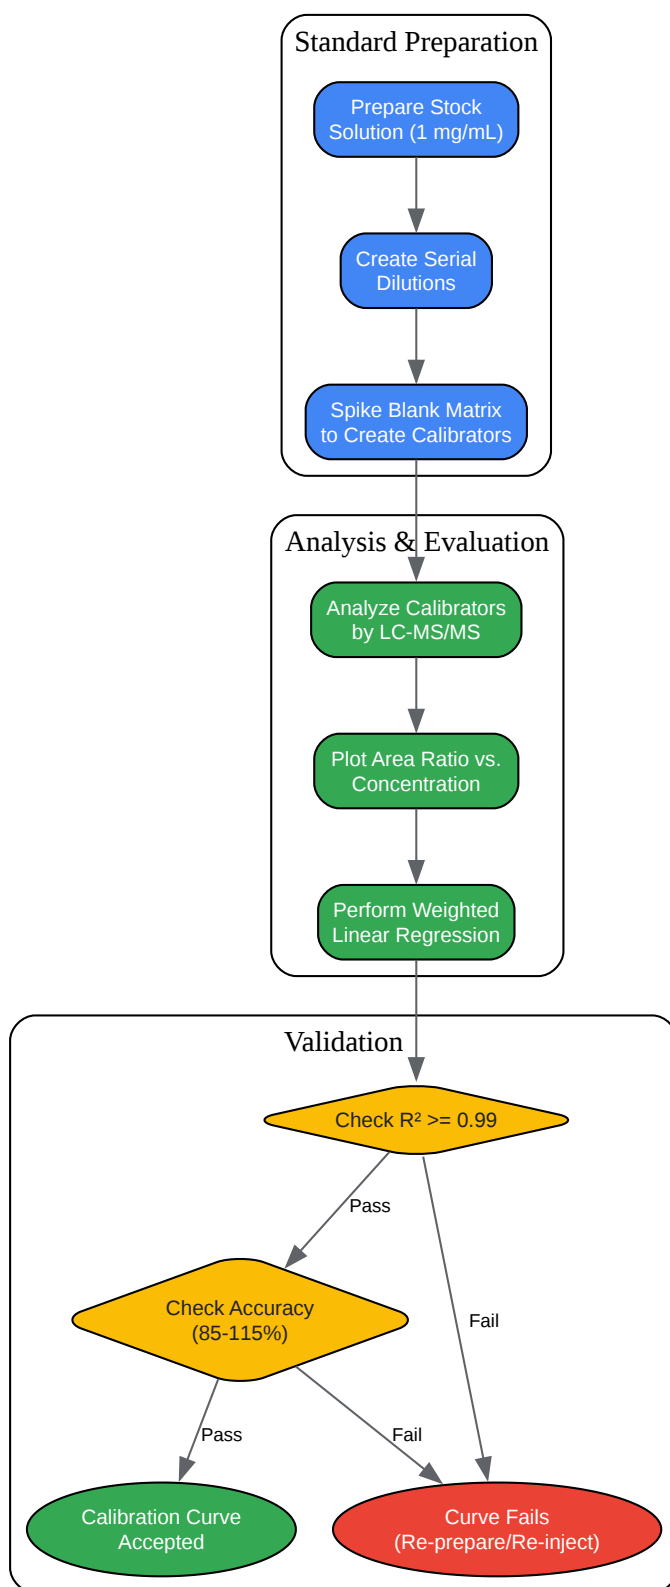 Standard Preparation
Prepare Stock
Solution (1 mg/mL)
Create Serial
Dilutions
Spike Blank Matrix
to Create Calibrators
Analysis & Evaluation
Analyze Calibrators
by LC-MS/MS
Plot Area Ratio vs.
Concentration
Perform Weighted
Linear Regression
Validation
Check R² >= 0.99
Pass
Fail
Check Accuracy
(85-115%)
Pass
Fail
Calibration Curve
Accepted
Curve Fails
(Re-prepare/Re-inject)